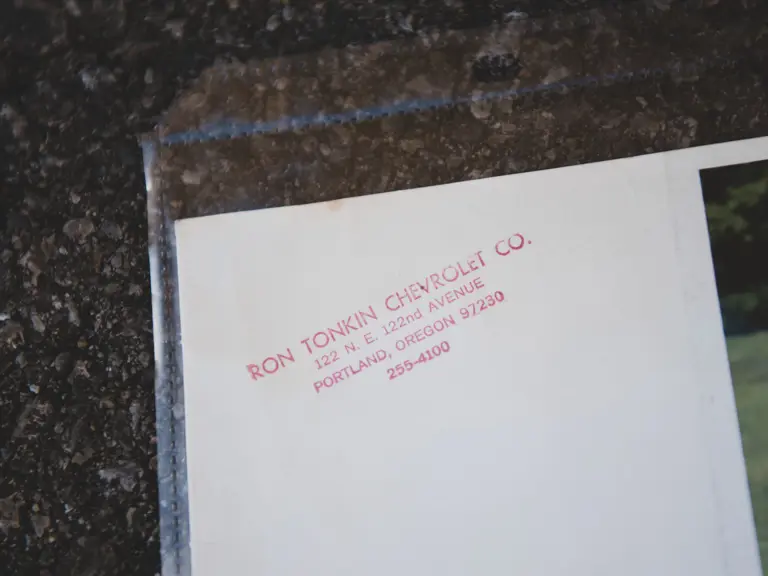 RON TONKIN CHEVROLET CO.
122 N. E. 122nd AVENUE
PORTLAND, OREGON 97230
255-4100